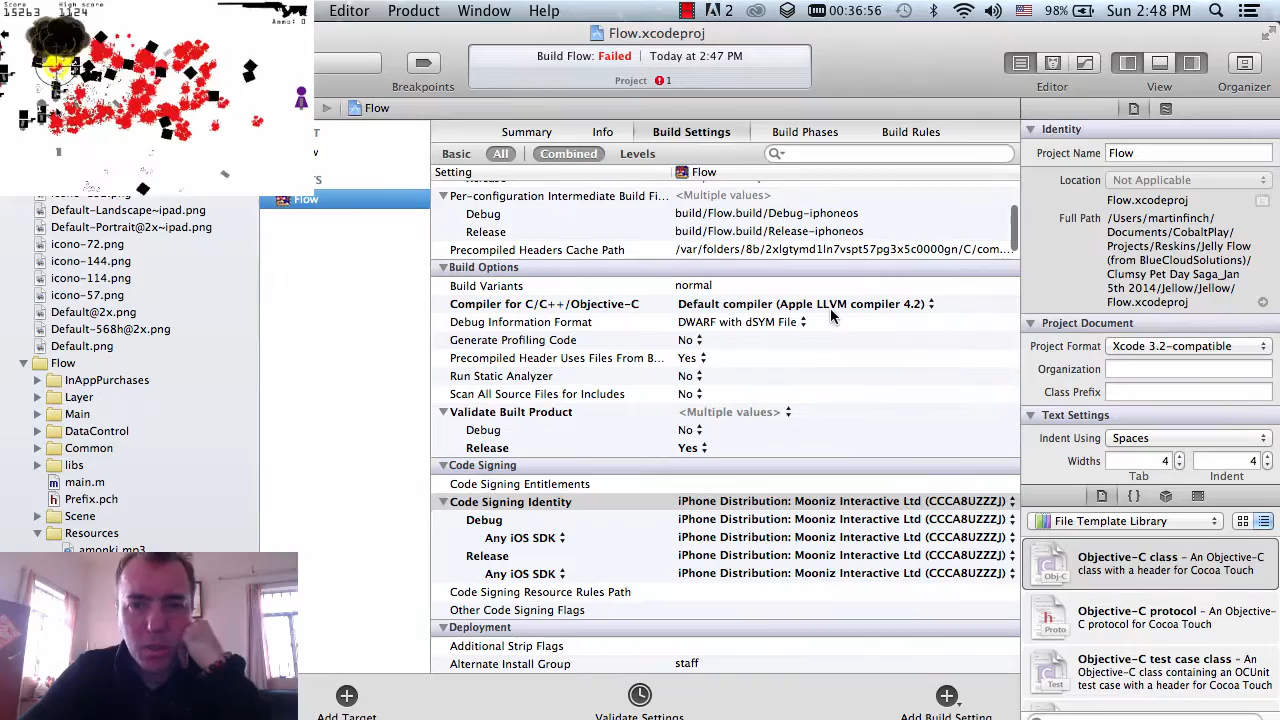 Score High score
15263 1124
Ammu: 0
Editor Product Window Help
2 00:36:56 98% Sun 2:48 PM
Flow.xcodeproj
Build Flow: Failed Today at 2:47 PM
Project 1
Breakpoints
Editor View Organizer
Flow
Summary Info Build Settings Build Phases Build Rules
Basic All Combined Levels
Setting Flow
Per-configuration Intermediate Build Fi... <Multiple values>
Debug build/Flow.build/Debug-iphoneos
Release build/Flow.build/Release-iphoneos
Precompiled Headers Cache Path /var/folders/8b/2xlgtymd1ln7vspt57pg3x5c0000gn/C/com....
Build Options
Build Variants normal
Compiler for C/C++/Objective-C Default compiler (Apple LLVM compiler 4.2)
Debug Information Format DWARF with dSYM File
Generate Profiling Code No
Precompiled Header Uses Files From B... Yes
Run Static Analyzer No
Scan All Source Files for Includes No
Validate Built Product <Multiple values>
Debug No
Release Yes
Code Signing
Code Signing Entitlements
Code Signing Identity iPhone Distribution: Mooniz Interactive Ltd (CCCA8UZZZJ)
Debug iPhone Distribution: Mooniz Interactive Ltd (CCCA8UZZZJ)
Any iOS SDK iPhone Distribution: Mooniz Interactive Ltd (CCCA8UZZZJ)
Release iPhone Distribution: Mooniz Interactive Ltd (CCCA8UZZZJ)
Any iOS SDK iPhone Distribution: Mooniz Interactive Ltd (CCCA8UZZZJ)
Code Signing Resource Rules Path
Other Code Signing Flags
Deployment
Additional Strip Flags
Alternate Install Group staff
Add Target Validate Settings Add Build Setting
Flow
Default-Landscape~ipad.png
Default-Portrait@2x~ipad.png
icono-72.png
icono-144.png
icono-114.png
icono-57.png
Default@2x.png
Default-568h@2x.png
Default.png
Flow
InAppPurchases
Layer
Main
DataControl
Common
libs
main.m
Prefix.pch
Scene
Resources
amonki.mp3
Identity
Project Name Flow
Location Not Applicable
Flow.xcodeproj
Full Path /Users/martinfinch/
Documents/CobaltPlay/
Projects/Reskins/Jelly Flow
(from BlueCloudSolutions)/
Clumsy Pet Day Saga_Jan
5th 2014/Jellow/Jellow/
Flow.xcodeproj
Project Document
Project Format Xcode 3.2-compatible
Organization
Class Prefix
Text Settings
Indent Using Spaces
Widths 4 4
Tab Indent
File Template Library
Objective-C class - An Objective-C
class with a header for Cocoa Touch
Objective-C protocol - An Objective-
C protocol for Cocoa Touch
Objective-C test case class - An
Objective-C class containing an OCUnit
test case with a header for Cocoa Touch